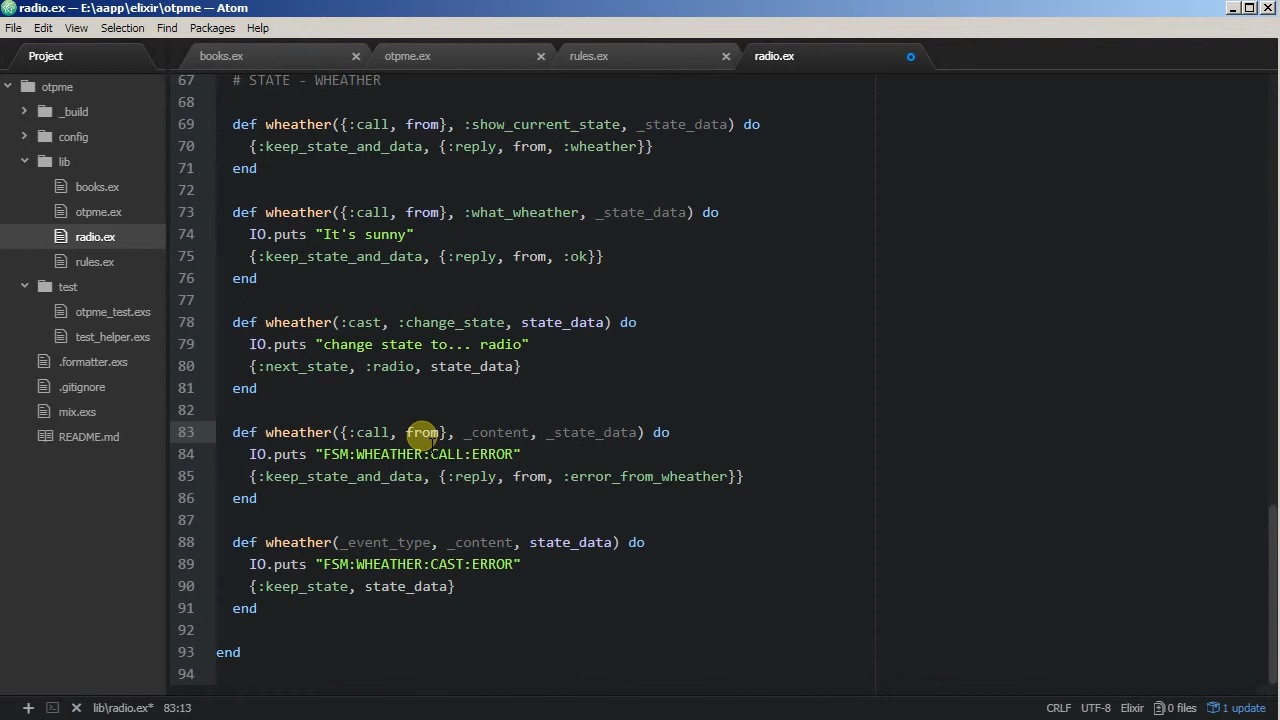 radio.ex — E:\aapp\elixir\otpme — Atom
File Edit View Selection Find Packages Help
Project
books.ex
otpme.ex
rules.ex
radio.ex
otpme
_build
config
lib
books.ex
otpme.ex
radio.ex
rules.ex
test
otpme_test.exs
test_helper.exs
.formatter.exs
.gitignore
mix.exs
README.md
67 # STATE - WHEATHER
68
69 def wheather({:call, from}, :show_current_state, _state_data) do
70 {:keep_state_and_data, {:reply, from, :wheather}}
71 end
72
73 def wheather({:call, from}, :what_wheather, _state_data) do
74 IO.puts "It's sunny"
75 {:keep_state_and_data, {:reply, from, :ok}}
76 end
77
78 def wheather(:cast, :change_state, state_data) do
79 IO.puts "change state to... radio"
80 {:next_state, :radio, state_data}
81 end
82
83 def wheather({:call, from}, _content, _state_data) do
84 IO.puts "FSM:WHEATHER:CALL:ERROR"
85 {:keep_state_and_data, {:reply, from, :error_from_wheather}}
86 end
87
88 def wheather(_event_type, _content, state_data) do
89 IO.puts "FSM:WHEATHER:CAST:ERROR"
90 {:keep_state, state_data}
91 end
92
93 end
94
lib\radio.ex* 83:13 CRLF UTF-8 Elixir 0 files 1 update